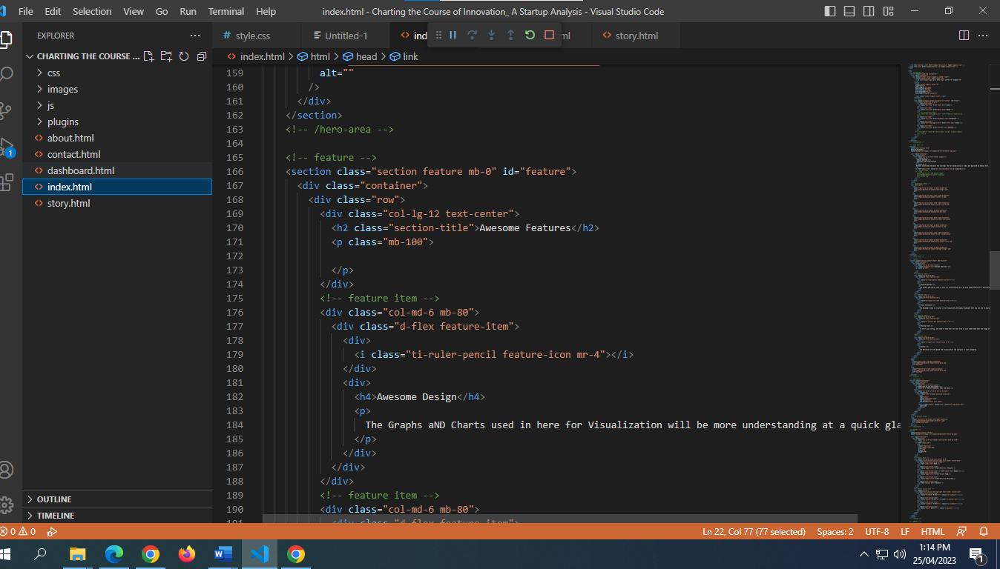 File Edit Selection View Go Run Terminal Help index.html - Charting the Course of Innovation_ A Startup Analysis - Visual Studio Code
EXPLORER
CHARTING THE COURSE ...
css
images
js
plugins
about.html
contact.html
dashboard.html
index.html
story.html
OUTLINE
TIMELINE
1
# style.css
Untitled-1
<> ind
ml
<> story.html
<> index.html > html > head > link
159 alt=""
160 />
161 </div>
162 </section>
163 <!-- /hero-area -->
164
165 <!-- feature -->
166 <section class="section feature mb-0" id="feature">
167 <div class="container">
168 <div class="row">
169 <div class="col-lg-12 text-center">
170 <h2 class="section-title">Awesome Features</h2>
171 <p class="mb-100">
172
173 </p>
174 </div>
175 <!-- feature item -->
176 <div class="col-md-6 mb-80">
177 <div class="d-flex feature-item">
178 <div>
179 <i class="ti-ruler-pencil feature-icon mr-4"></i>
180 </div>
181 <div>
182 <h4>Awesome Design</h4>
183 <p>
184 The Graphs aND Charts used in here for Visualization will be more understanding at a quick gla
185 </p>
186 </div>
187 </div>
188 </div>
189 <!-- feature item -->
190 <div class="col-md-6 mb-80">
191 <div class="d-flex feature-item">
0 0 Ln 22, Col 77 (77 selected) Spaces: 2 UTF-8 LF HTML
1:14 PM
25/04/2023
1